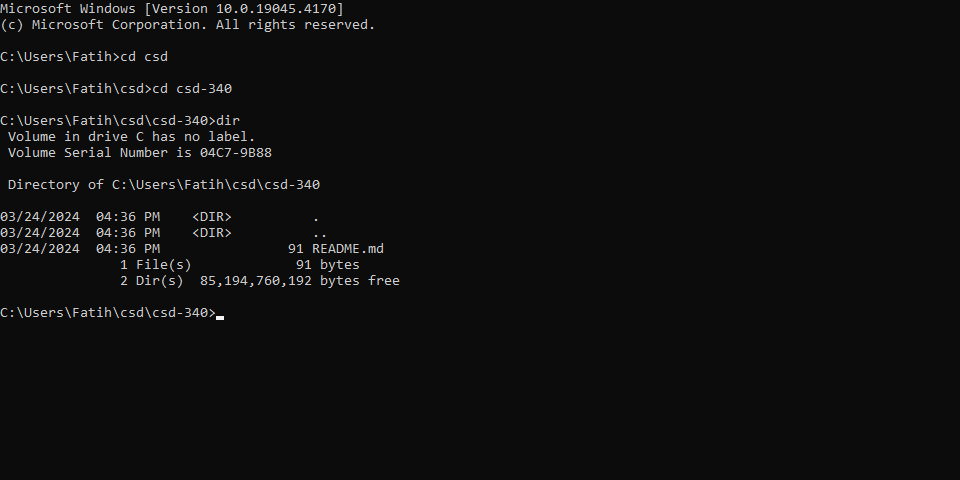 Microsoft Windows [Version 10.0.19045.4170]
(c) Microsoft Corporation. All rights reserved.
C:\Users\Fatih>cd csd
C:\Users\Fatih\csd>cd csd-340
C:\Users\Fatih\csd\csd-340>dir
Volume in drive C has no label.
Volume Serial Number is 04C7-9B88
Directory of C:\Users\Fatih\csd\csd-340
03/24/2024  04:36 PM    <DIR>          .
03/24/2024  04:36 PM    <DIR>          ..
03/24/2024  04:36 PM                91 README.md
1 File(s)             91 bytes
2 Dir(s)  85,194,760,192 bytes free
C:\Users\Fatih\csd\csd-340>